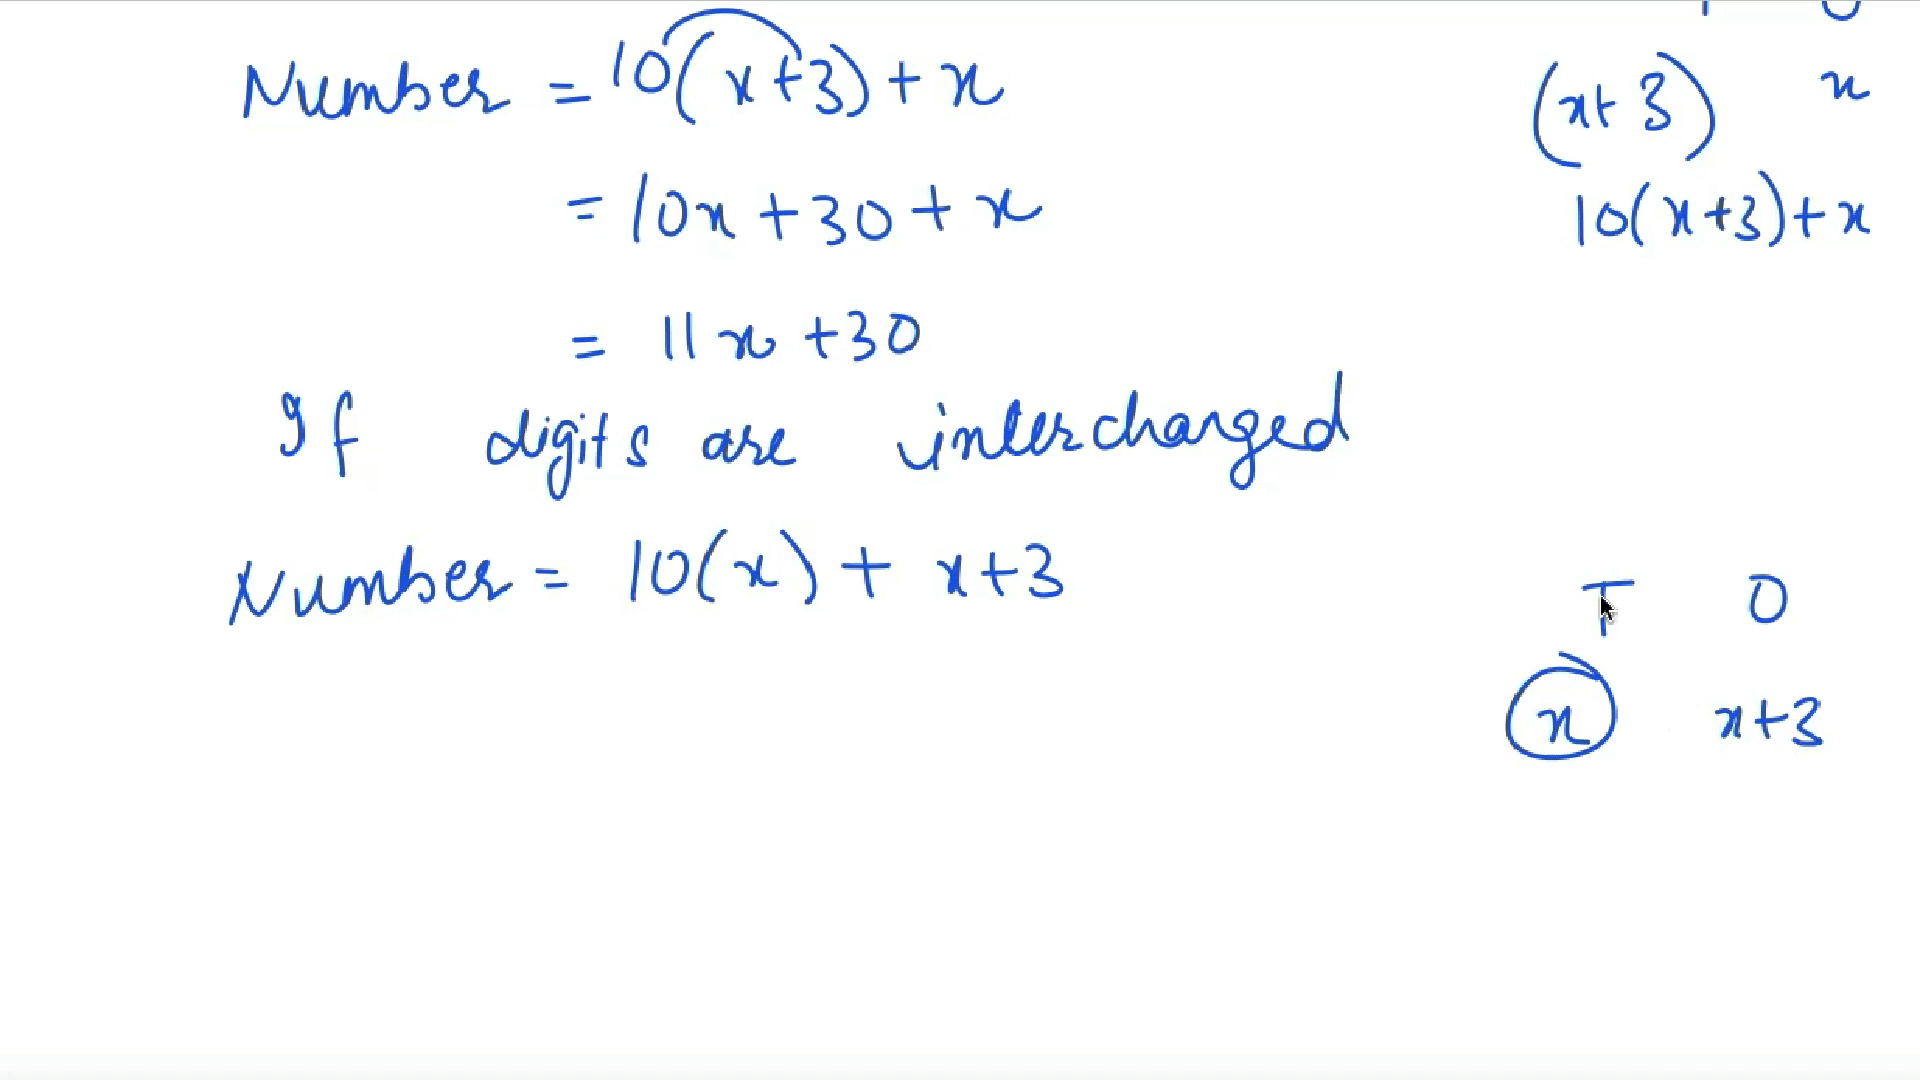 Number = 10(x+3)+x
(x+3) x
= 10x+30+x
10(x+3)+x
= 11x+30
If digits are interchanged
Number = 10(x) + x+3
T O
x x+3